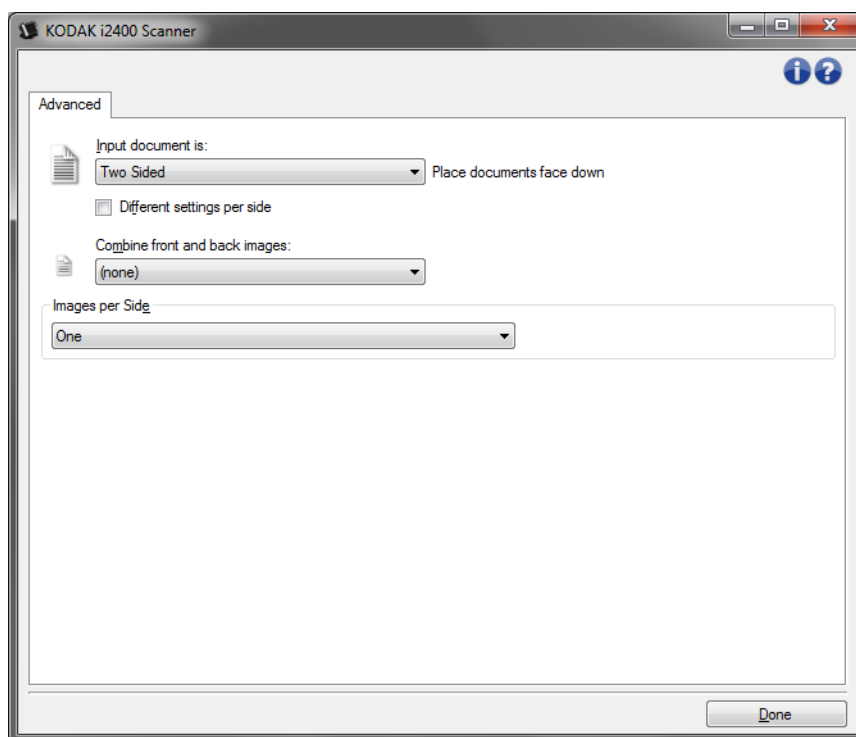 KODAK i2400 Scanner
Advanced
Input document is:
Two Sided Place documents face down
Different settings per side
Combine front and back images:
(none)
Images per Side
One
Done